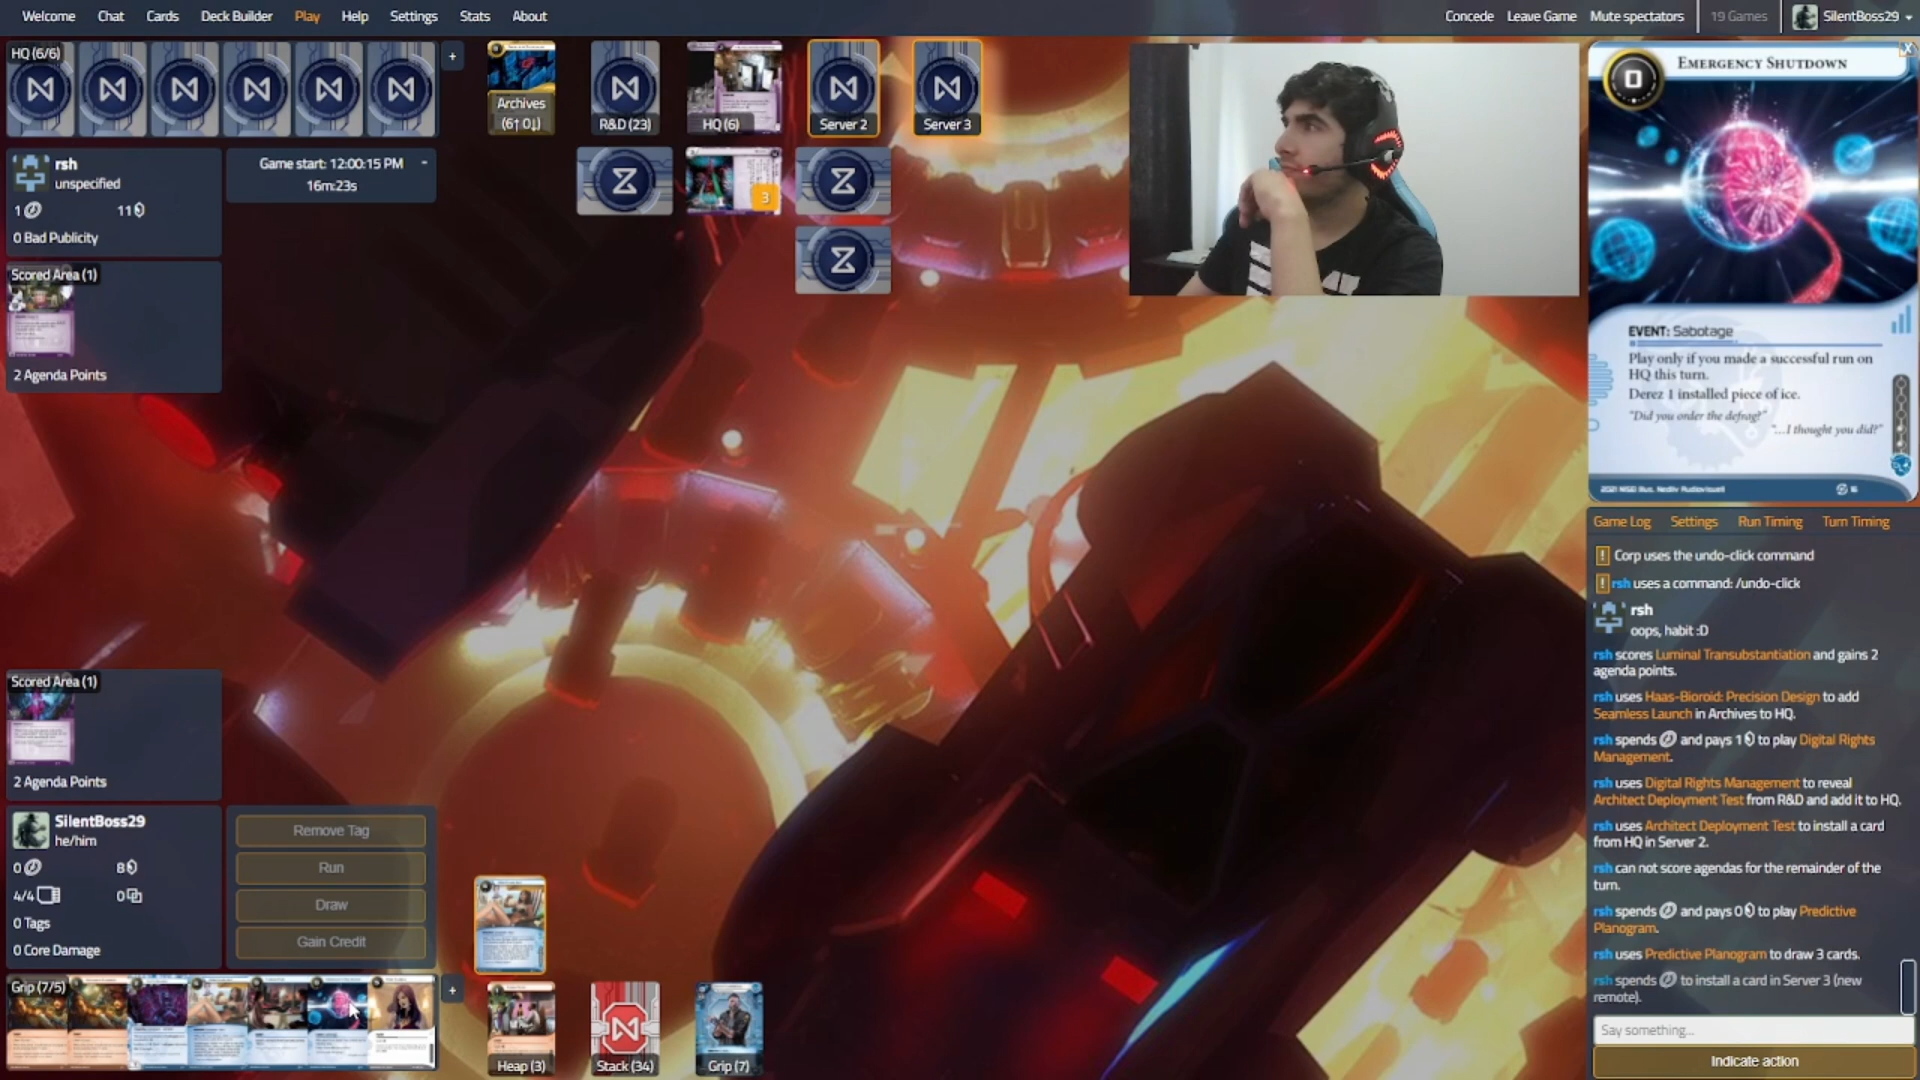 Welcome Chat Cards Deck Builder Play Help Settings Stats About
Concede Leave Game Mute spectators 19 Games SilentBoss29
HQ (6/6)
+
Archives
(6↑ 0↓)
R&D (23)
HQ (6)
Server 2
Server 3
rsh
unspecified
1
11
0 Bad Publicity
Game start: 12:00:15 PM -
16m:23s
3
Scored Area (1)
2 Agenda Points
0
EMERGENCY SHUTDOWN
X
EVENT: Sabotage
Play only if you made a successful run on
HQ this turn.
Derez 1 installed piece of ice.
"Did you order the defrag?"
"...I thought you did?"
Game Log Settings Run Timing Turn Timing
! Corp uses the undo-click command
! rsh uses a command: /undo-click
rsh
oops, habit :D
rsh scores Luminal Transubstantiation and gains 2
agenda points.
rsh uses Haas-Bioroid: Precision Design to add
Seamless Launch in Archives to HQ.
rsh spends and pays 1 to play Digital Rights
Management.
rsh uses Digital Rights Management to reveal
Architect Deployment Test from R&D and add it to HQ.
rsh uses Architect Deployment Test to install a card
from HQ in Server 2.
rsh can not score agendas for the remainder of the
turn.
rsh spends and pays 0 to play Predictive
Planogram.
rsh uses Predictive Planogram to draw 3 cards.
rsh spends to install a card in Server 3 (new
remote).
Say something...
Indicate action
Scored Area (1)
2 Agenda Points
SilentBoss29
he/him
0
8
4/4
0
0 Tags
0 Core Damage
Remove Tag
Run
Draw
Gain Credit
Grip (7/5)
+
Heap (3)
Stack (34)
Grip (7)